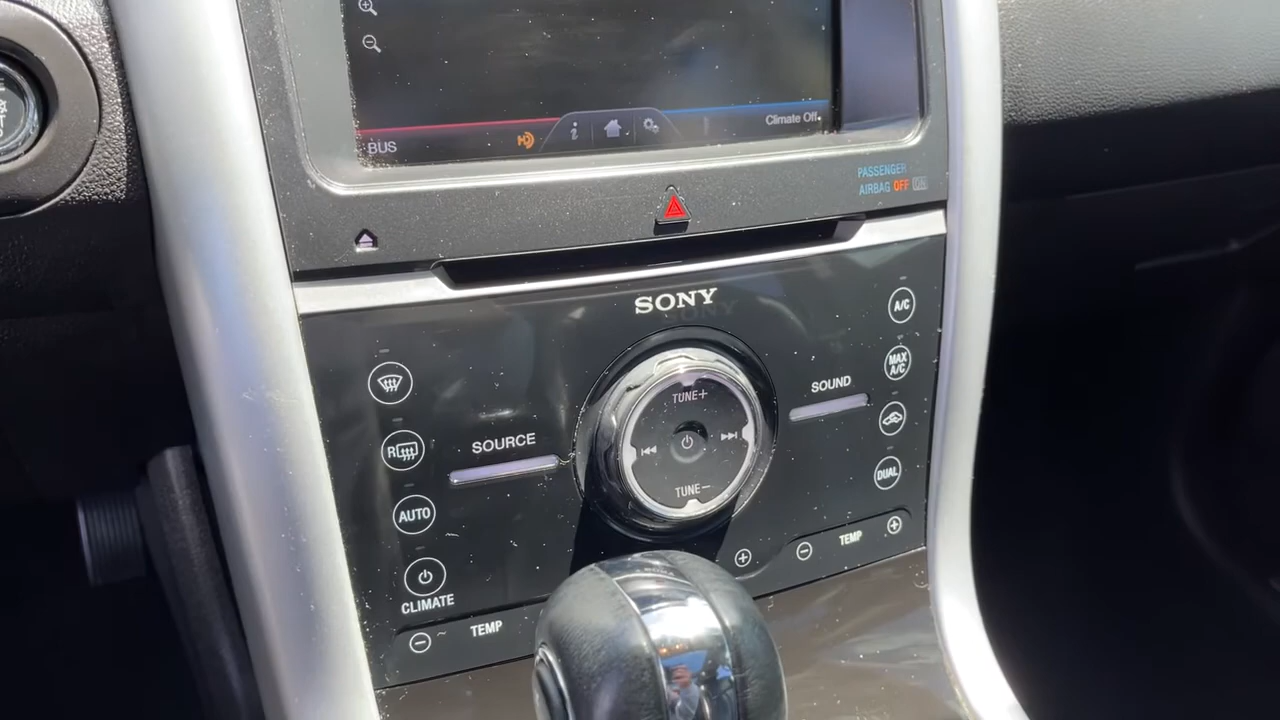 BUS
Climate Off
PASSENGER
AIRBAG OFF
SONY
A/C
MAX
A/C
SOUND
TUNE+
SOURCE
R
TUNE−
DUAL
AUTO
TEMP
CLIMATE
TEMP